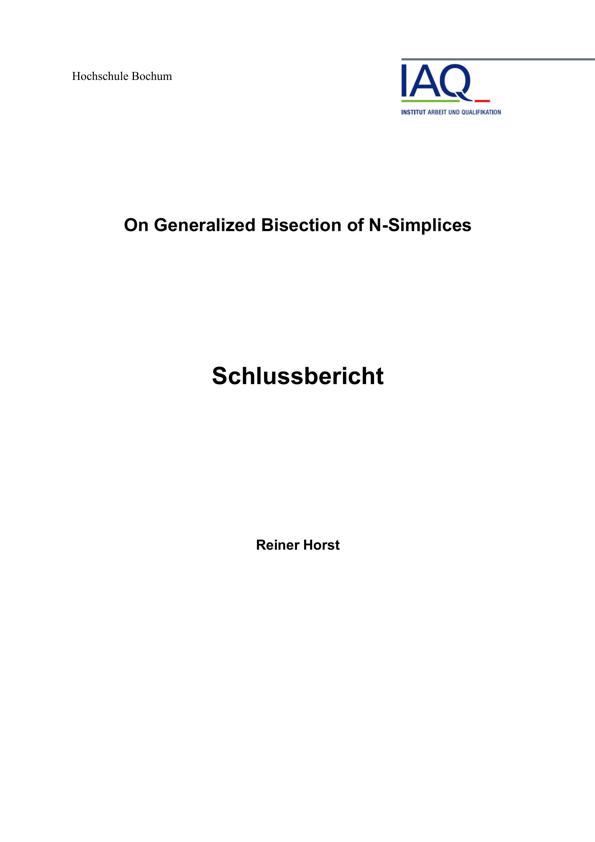 Hochschule Bochum
IAQ
INSTITUT ARBEIT UND QUALIFIKATION
On Generalized Bisection of N-Simplices
Schlussbericht
Reiner Horst